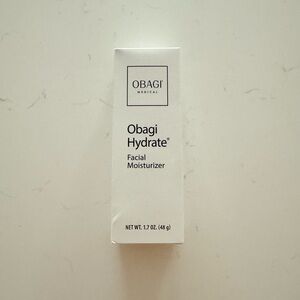 OBAGI
MEDICAL
Obagi
Hydrate®
Facial
Moisturizer
NET WT. 1.7 OZ. (48 g)